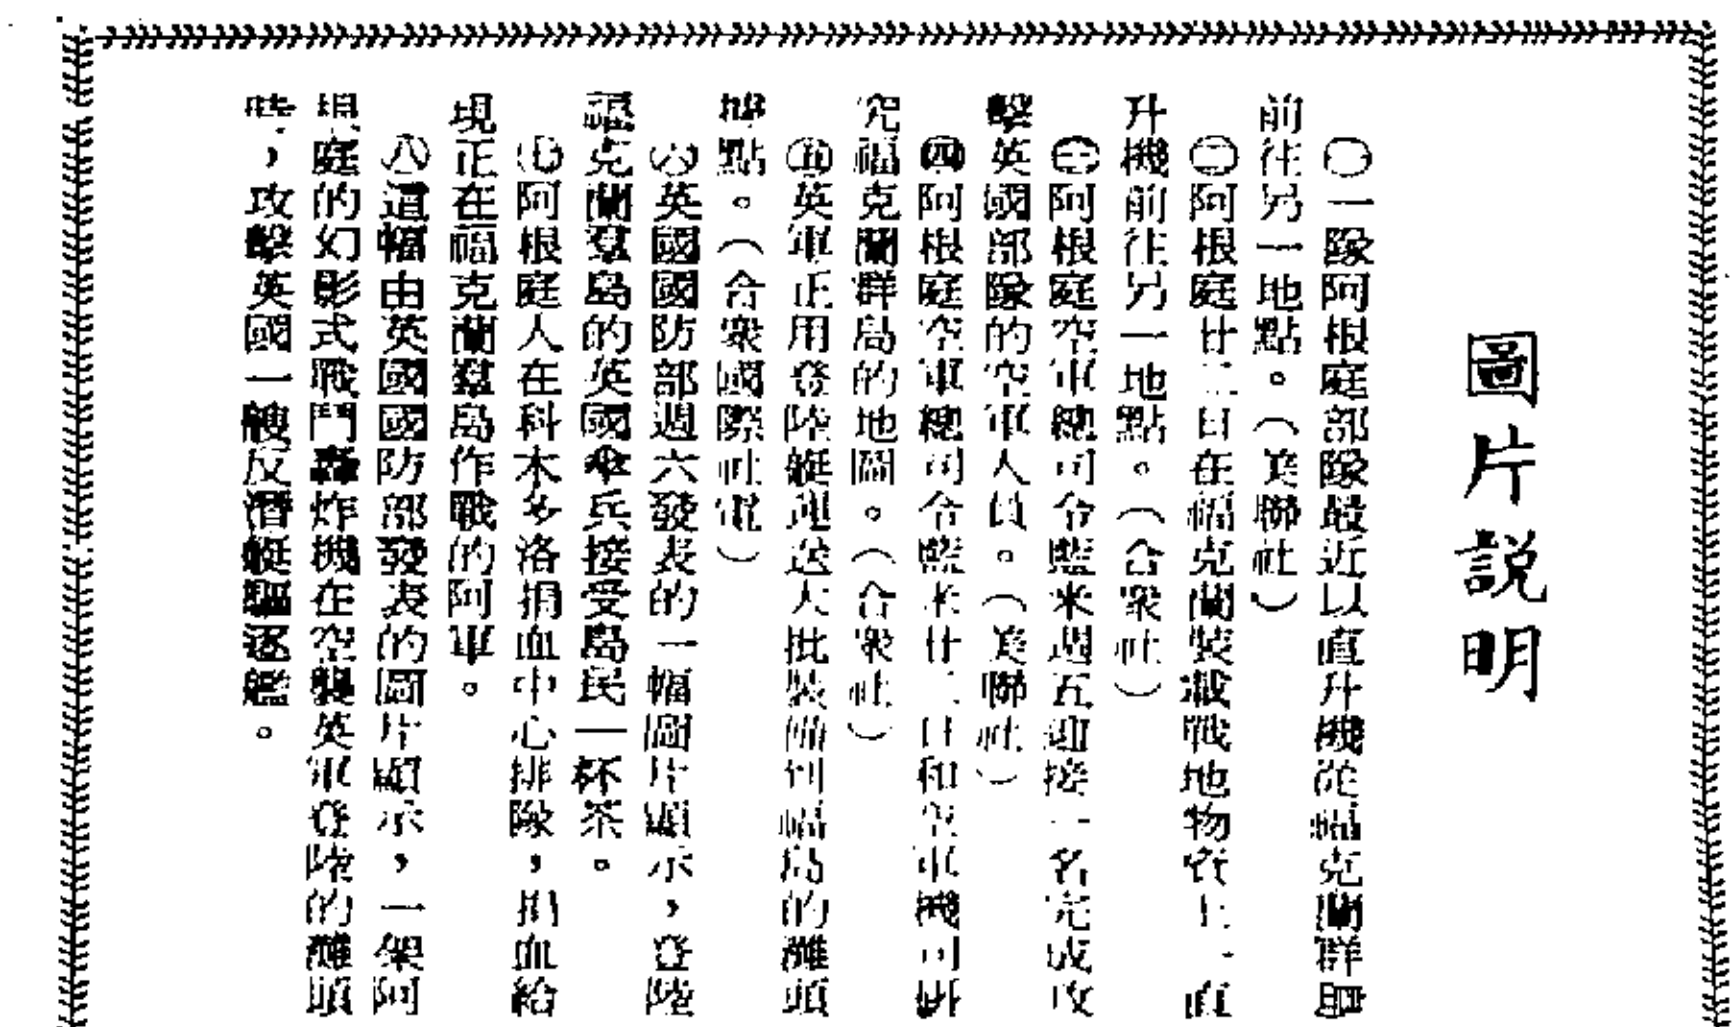 圖片說明
㊀一隊阿根庭部隊最近以直升機從福克蘭群島
前往另一地點。(美聯社)
㊁阿根庭廿二日在福克蘭裝載戰地物資上一直
升機前往另一地點。(合衆社)
㊂阿根庭空軍總司令藍米週五迎接一名完成攻
擊英國部隊的空軍人員。(美聯社)
㊃阿根庭空軍總司令藍米廿二日和空軍機司研
究福克蘭群島的地圖。(合衆社)
㊄英軍正用登陸艇運送大批裝備到福島的灘頭
據點。(合衆國際社電)
㊅英國國防部週六發表的一幅圖片顯示,登陸
福克蘭羣島的英國傘兵接受島民一杯茶。
㊆阿根庭人在科木多洛捐血中心排隊,捐血給
現正在福克蘭羣島作戰的阿軍。
㊇這幅由英國國防部發表的圖片顯示,一架阿
根庭的幻影式戰鬥轟炸機在空襲英軍登陸的灘頭
時,攻擊英國一艘反潛艇驅逐艦。